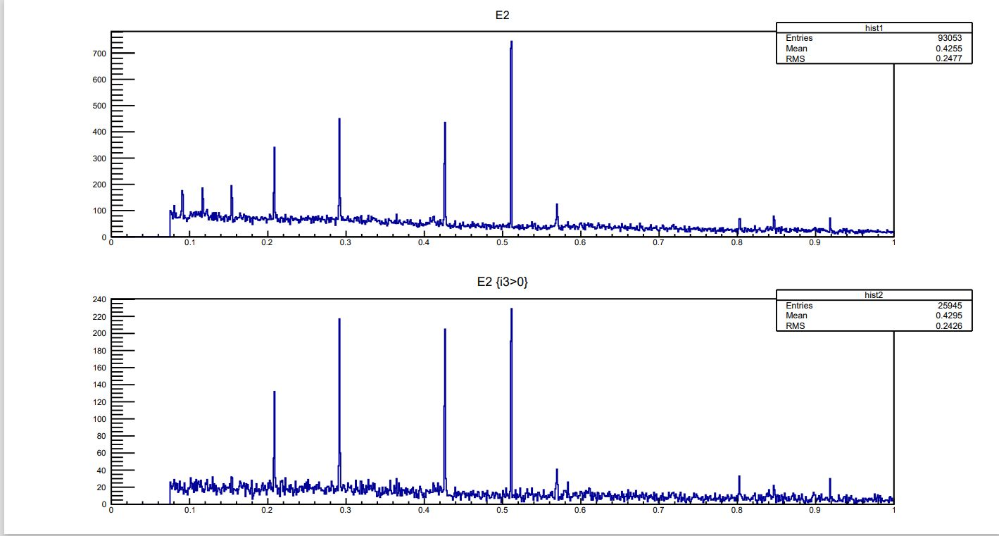 E2
hist1
Entries 93053
Mean 0.4255
RMS 0.2477
700
600
500
400
300
200
100
0
0 0.1 0.2 0.3 0.4 0.5 0.6 0.7 0.8 0.9 1
E2 {i3>0}
hist2
Entries 25945
Mean 0.4295
RMS 0.2426
240
220
200
180
160
140
120
100
80
60
40
20
0
0 0.1 0.2 0.3 0.4 0.5 0.6 0.7 0.8 0.9 1